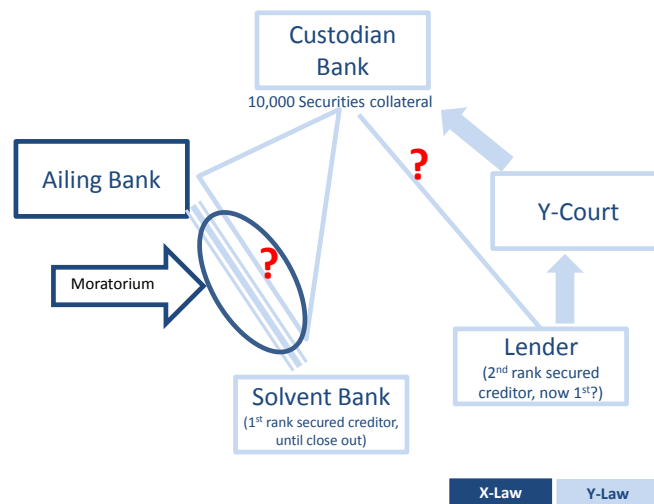 Custodian
Bank
10,000 Securities collateral
?
Ailing Bank
Y-Court
?
Moratorium
Lender
(2nd rank secured
creditor, now 1st?)
Solvent Bank
(1st rank secured creditor,
until close out)
X-Law Y-Law